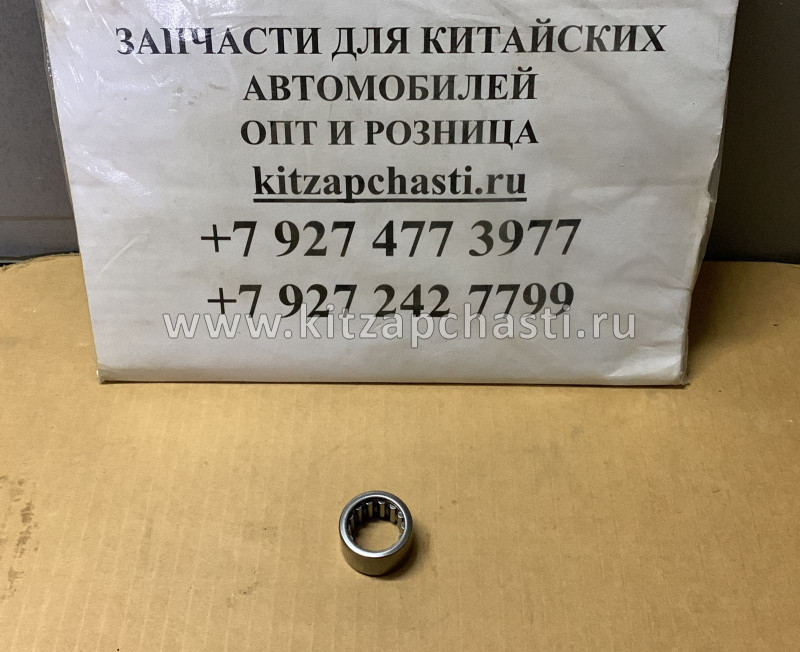 ЗАПЧАСТИ ДЛЯ КИТАЙСКИХ
АВТОМОБИЛЕЙ
ОПТ И РОЗНИЦА
kitzapchasti.ru
+7 927 477 3977
+7 927 242 7799
www.kitzapchasti.ru